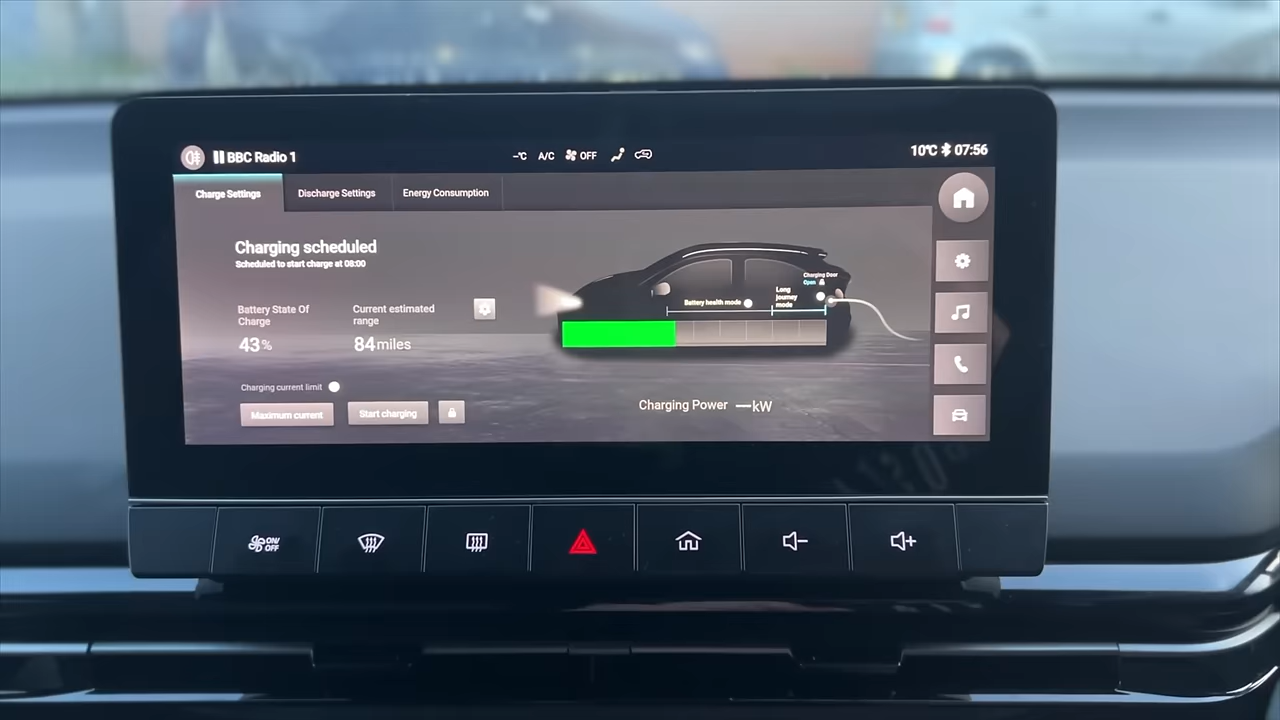 BBC Radio 1
-°C A/C OFF
10°C 07:56
Charge Settings
Discharge Settings
Energy Consumption
Charging scheduled
Scheduled to start charge at 08:00
Battery State Of
Charge
43%
Current estimated
range
84 miles
Charging current limit
Maximum current
Start charging
Charging Door
Open
Long
journey
mode
Battery health mode
Charging Power —kW
ON/
OFF